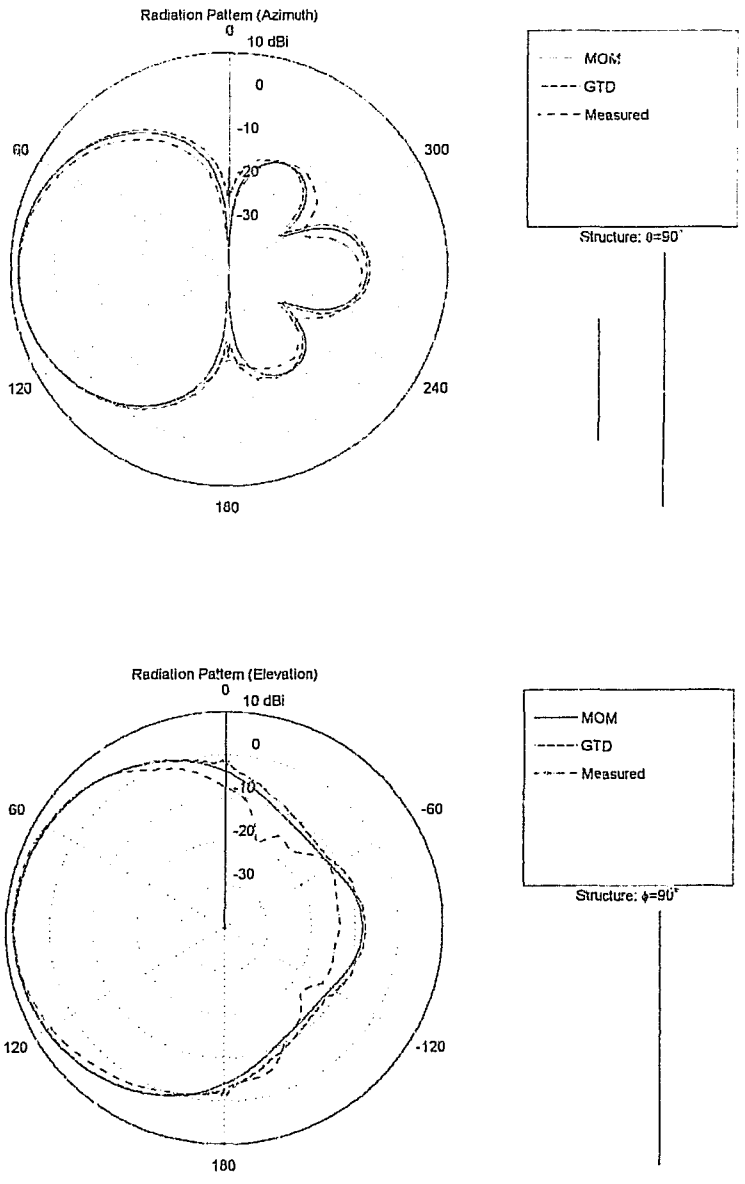 Radiation Pattern (Azimuth)
0
10 dBi
0
-10
-20
-30
60
300
120
240
180
MOM
GTD
Measured
Structure: θ=90°
Radiation Pattern (Elevation)
0
10 dBi
0
-10
-20
-30
60
-60
120
-120
180
MOM
GTD
Measured
Structure: ϕ=90°